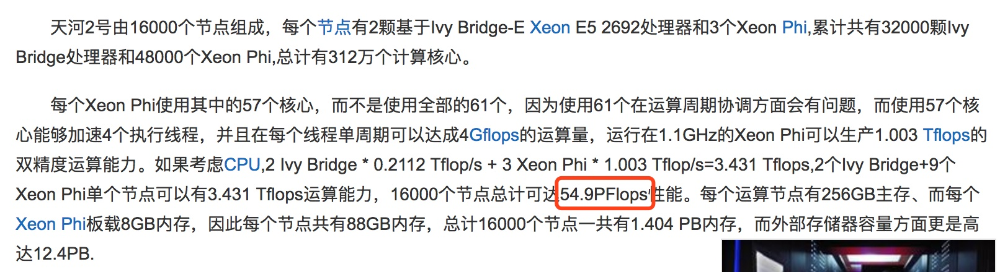 天河2号由16000个节点组成，每个节点有2颗基于Ivy Bridge-E Xeon E5 2692处理器和3个Xeon Phi,累计共有32000颗Ivy
Bridge处理器和48000个Xeon Phi,总计有312万个计算核心。
每个Xeon Phi使用其中的57个核心，而不是使用全部的61个，因为使用61个在运算周期协调方面会有问题，而使用57个核
心能够加速4个执行线程，并且在每个线程单周期可以达成4Gflops的运算量，运行在1.1GHz的Xeon Phi可以生产1.003 Tflops的
双精度运算能力。如果考虑CPU,2 Ivy Bridge * 0.2112 Tflop/s + 3 Xeon Phi * 1.003 Tflop/s=3.431 Tflops,2个Ivy Bridge+9个
Xeon Phi单个节点可以有3.431 Tflops运算能力，16000个节点总计可达54.9PFlops性能。每个运算节点有256GB主存、而每个
Xeon Phi板载8GB内存，因此每个节点共有88GB内存，总计16000个节点一共有1.404 PB内存，而外部存储器容量方面更是高
达12.4PB.